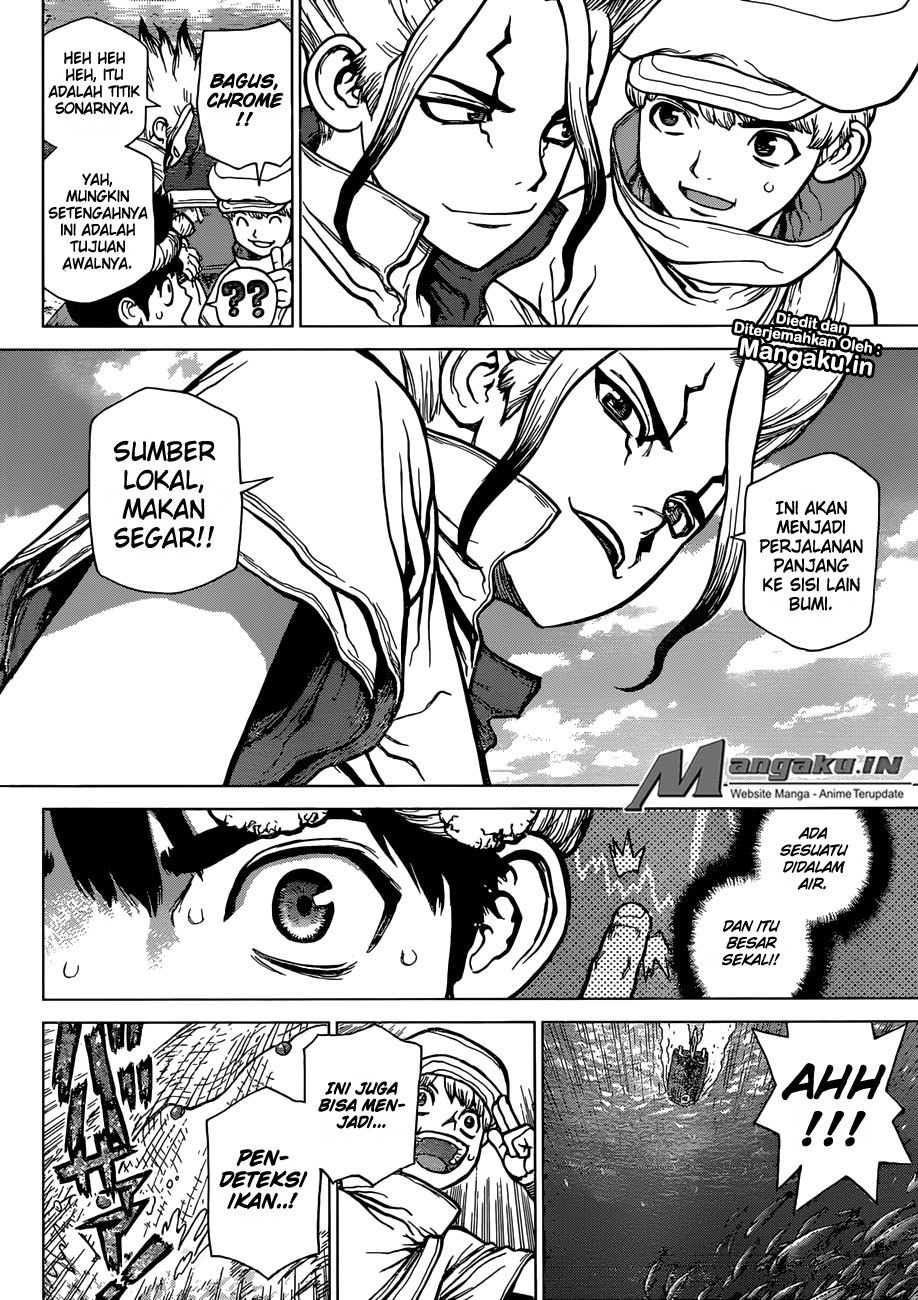 BAGUS,
CHROME
!!
HEH HEH
HEH, ITU
ADALAH TITIK
SONARNYA.
YAH,
MUNGKIN
SETENGAHNYA
INI ADALAH
TUJUAN
AWALNYA.
??
Diedit dan
Diterjemahkan Oleh :
Mangaku.in
INI AKAN
MENJADI
PERJALANAN
PANJANG
KE SISI LAIN
BUMI.
SUMBER
LOKAL,
MAKAN
SEGAR!!
Mangaku.iN
Website Manga - Anime Terupdate
ADA
SESUATU
DIDALAM
AIR.
DAN ITU
BESAR
SEKALI!
AHH
!!!
INI JUGA
BISA MEN-
JADI...
PEN-
DETEKSI
IKAN..!